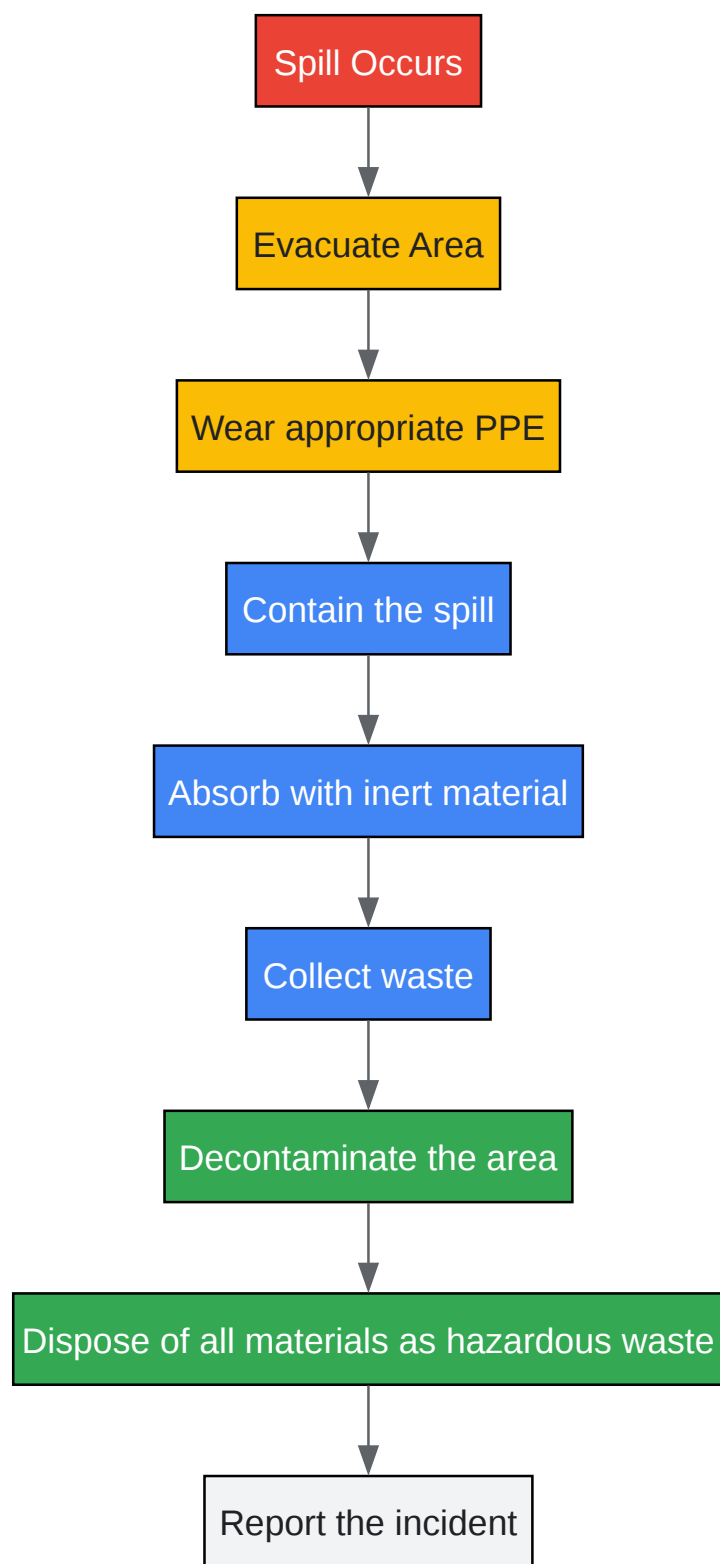 Spill Occurs
Evacuate Area
Wear appropriate PPE
Contain the spill
Absorb with inert material
Collect waste
Decontaminate the area
Dispose of all materials as hazardous waste
Report the incident